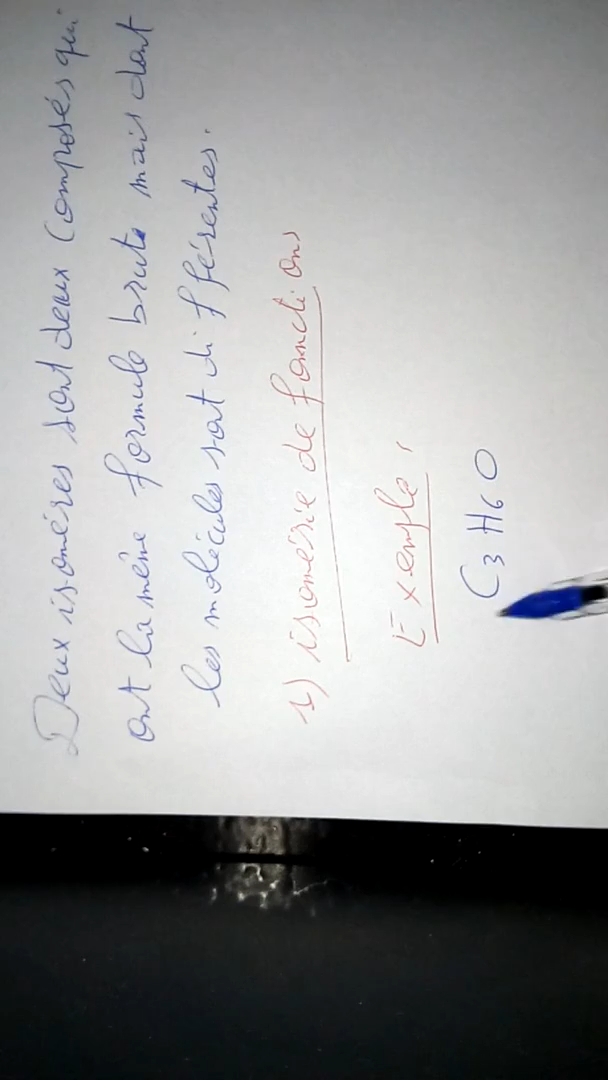 Deux isomères sont deux composés qui
ont la même formule brute mais dont
les molécules sont différentes.
1) isomérie de fonctions
Exemple :
C3H6O